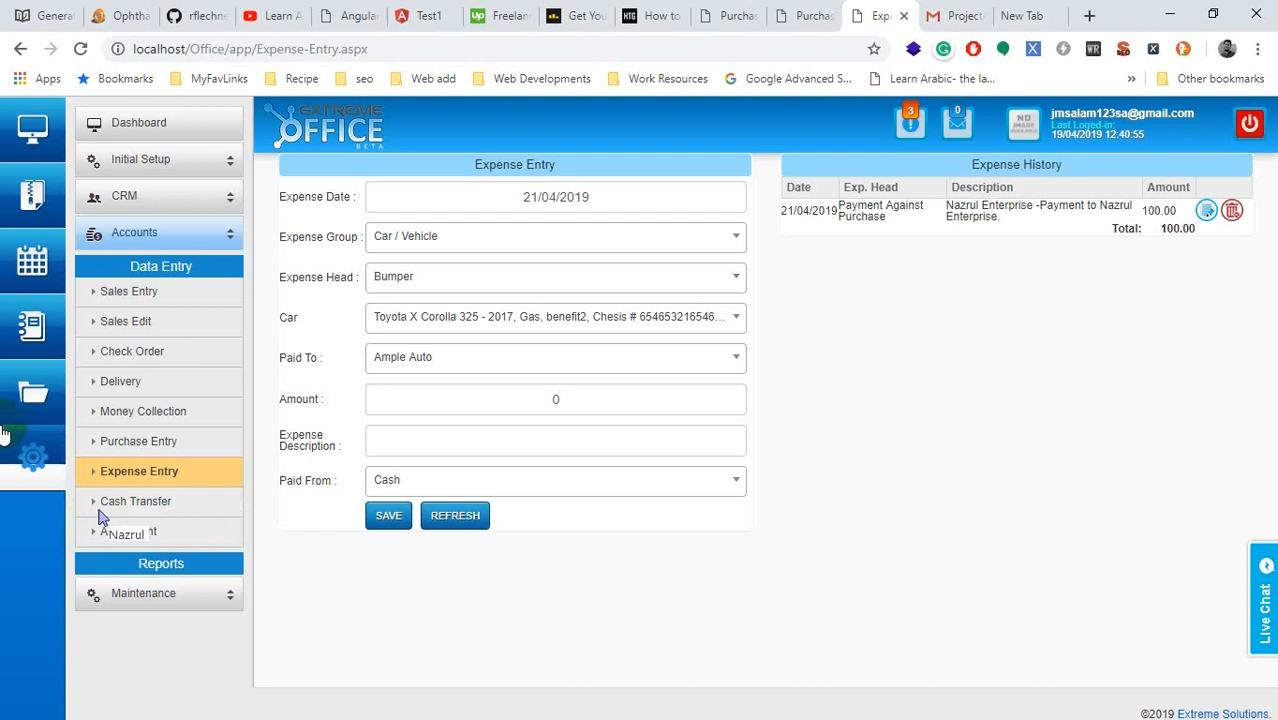 General
Ophtha
rflechne
Learn A
Angula
Test1
Freelan
Get You
How to
Purchas
Purchas
Exp
Project
New Tab
localhost/Office/app/Expense-Entry.aspx
Apps
Bookmarks
MyFavLinks
Recipe
seo
Web add
Web Developments
Work Resources
Google Advanced S...
Learn Arabic- the la...
»
Other bookmarks
Dashboard
Initial Setup
CRM
Accounts
Data Entry
Sales Entry
Sales Edit
Check Order
Delivery
Money Collection
Purchase Entry
Expense Entry
Cash Transfer
Nazrul
Reports
Maintenance
EXTREME
OFFICE
BETA
3
0
NO
IMAGE
AVAILABLE
jmsalam123sa@gmail.com
Last Logged-in:
19/04/2019 12:40:55
Expense Entry
Expense Date : 21/04/2019
Expense Group : Car / Vehicle
Expense Head : Bumper
Car Toyota X Corolla 325 - 2017, Gas, benefit2, Chesis # 654653216546...
Paid To : Ample Auto
Amount : 0
Expense
Description :
Paid From : Cash
SAVE REFRESH
Expense History
Date Exp. Head Description Amount
21/04/2019 Payment Against
Purchase
Nazrul Enterprise -Payment to Nazrul
Enterprise.
100.00
Total: 100.00
Live Chat
©2019 Extreme Solutions.